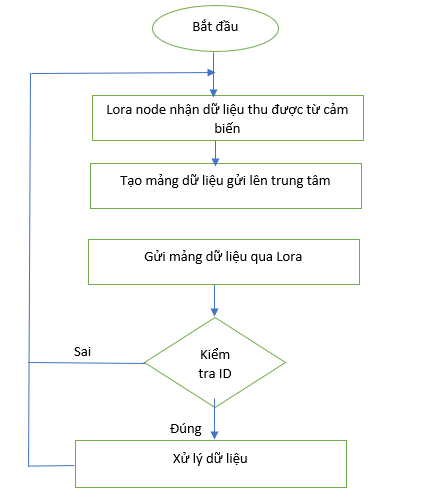 Bắt đầu
Lora node nhận dữ liệu thu được từ cảm
biến
Tạo mảng dữ liệu gửi lên trung tâm
Gửi mảng dữ liệu qua Lora
Sai
Kiểm
tra ID
Đúng
Xử lý dữ liệu